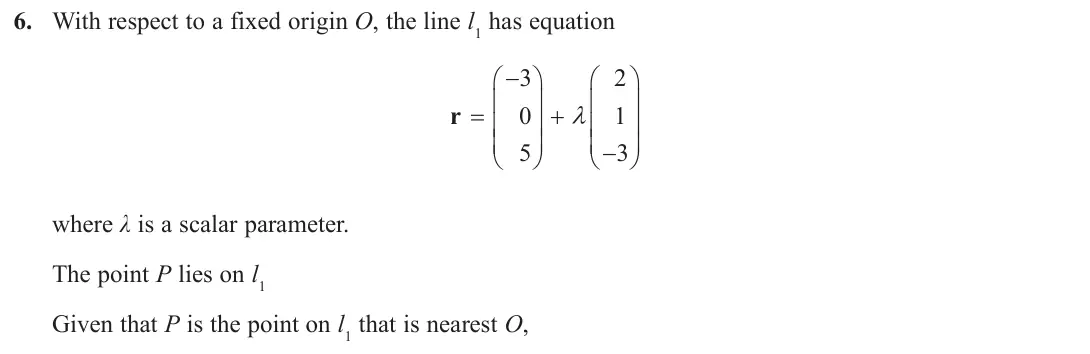 6. With respect to a fixed origin O, the line l₁ has equation
r = (−3 0 5) + λ(2 1 −3)
where λ is a scalar parameter.
The point P lies on l₁
Given that P is the point on l₁ that is nearest O,